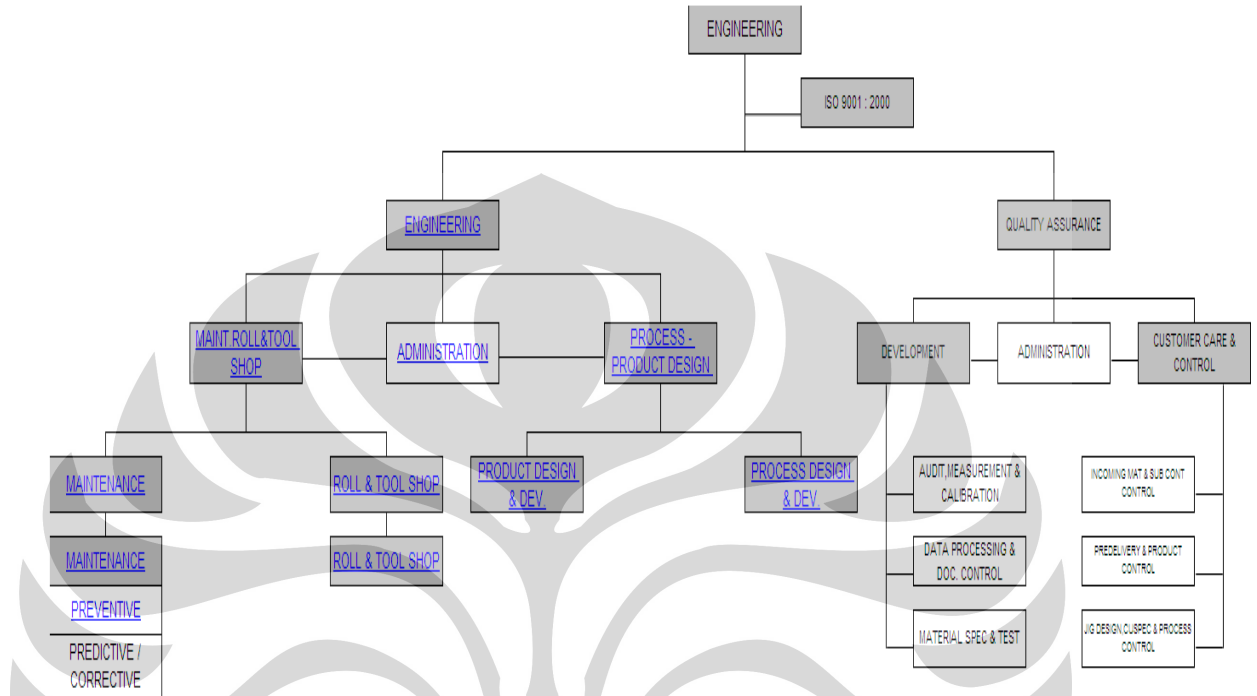 ENGINEERING
ISO 9001 : 2000
ENGINEERING
QUALITY ASSURANCE
MAINT.ROLL&TOOL
SHOP
ADMINISTRATION
PROCESS -
PRODUCT DESIGN
DEVELOPMENT
ADMINISTRATION
CUSTOMER CARE &
CONTROL
MAINTENANCE
ROLL & TOOL SHOP
PRODUCT DESIGN
& DEV.
PROCESS DESIGN
& DEV.
AUDIT,MEASUREMENT &
CALIBRATION
INCOMING MAT & SUB CONT
CONTROL
MAINTENANCE
ROLL & TOOL SHOP
DATA PROCESSING &
DOC. CONTROL
PREDELIVERY & PRODUCT
CONTROL
PREVENTIVE
PREDICTIVE /
CORRECTIVE
MATERIAL SPEC & TEST
JIG DESIGN,CUSPEC & PROCESS
CONTROL